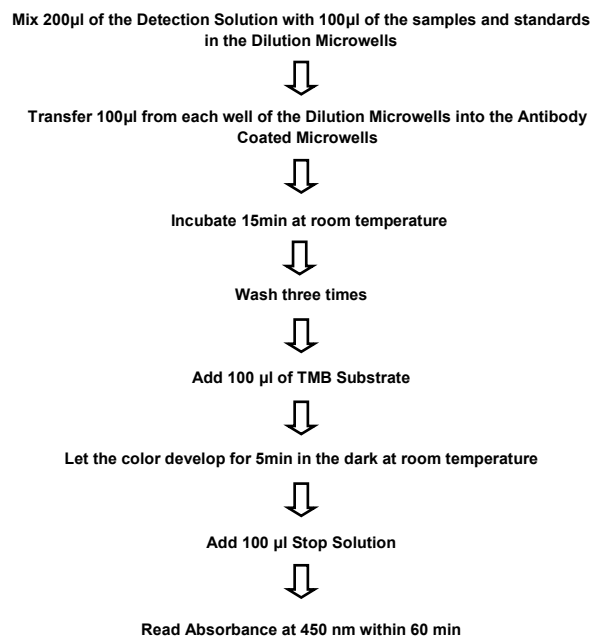 Mix 200µl of the Detection Solution with 100µl of the samples and standards
in the Dilution Microwells
Transfer 100µl from each well of the Dilution Microwells into the Antibody
Coated Microwells
Incubate 15min at room temperature
Wash three times
Add 100 µl of TMB Substrate
Let the color develop for 5min in the dark at room temperature
Add 100 µl Stop Solution
Read Absorbance at 450 nm within 60 min